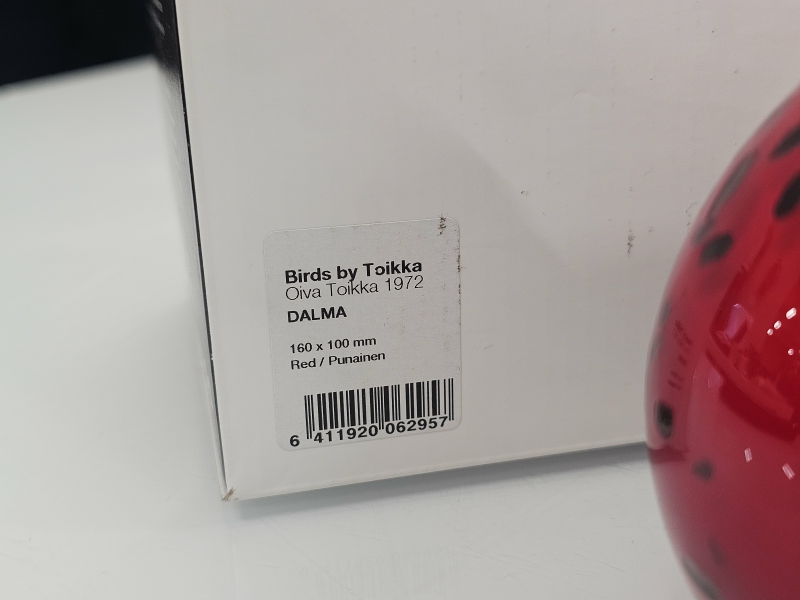 Birds by Toikka
Oiva Toikka 1972
DALMA
160 x 100 mm
Red / Punainen
6 411920 062957